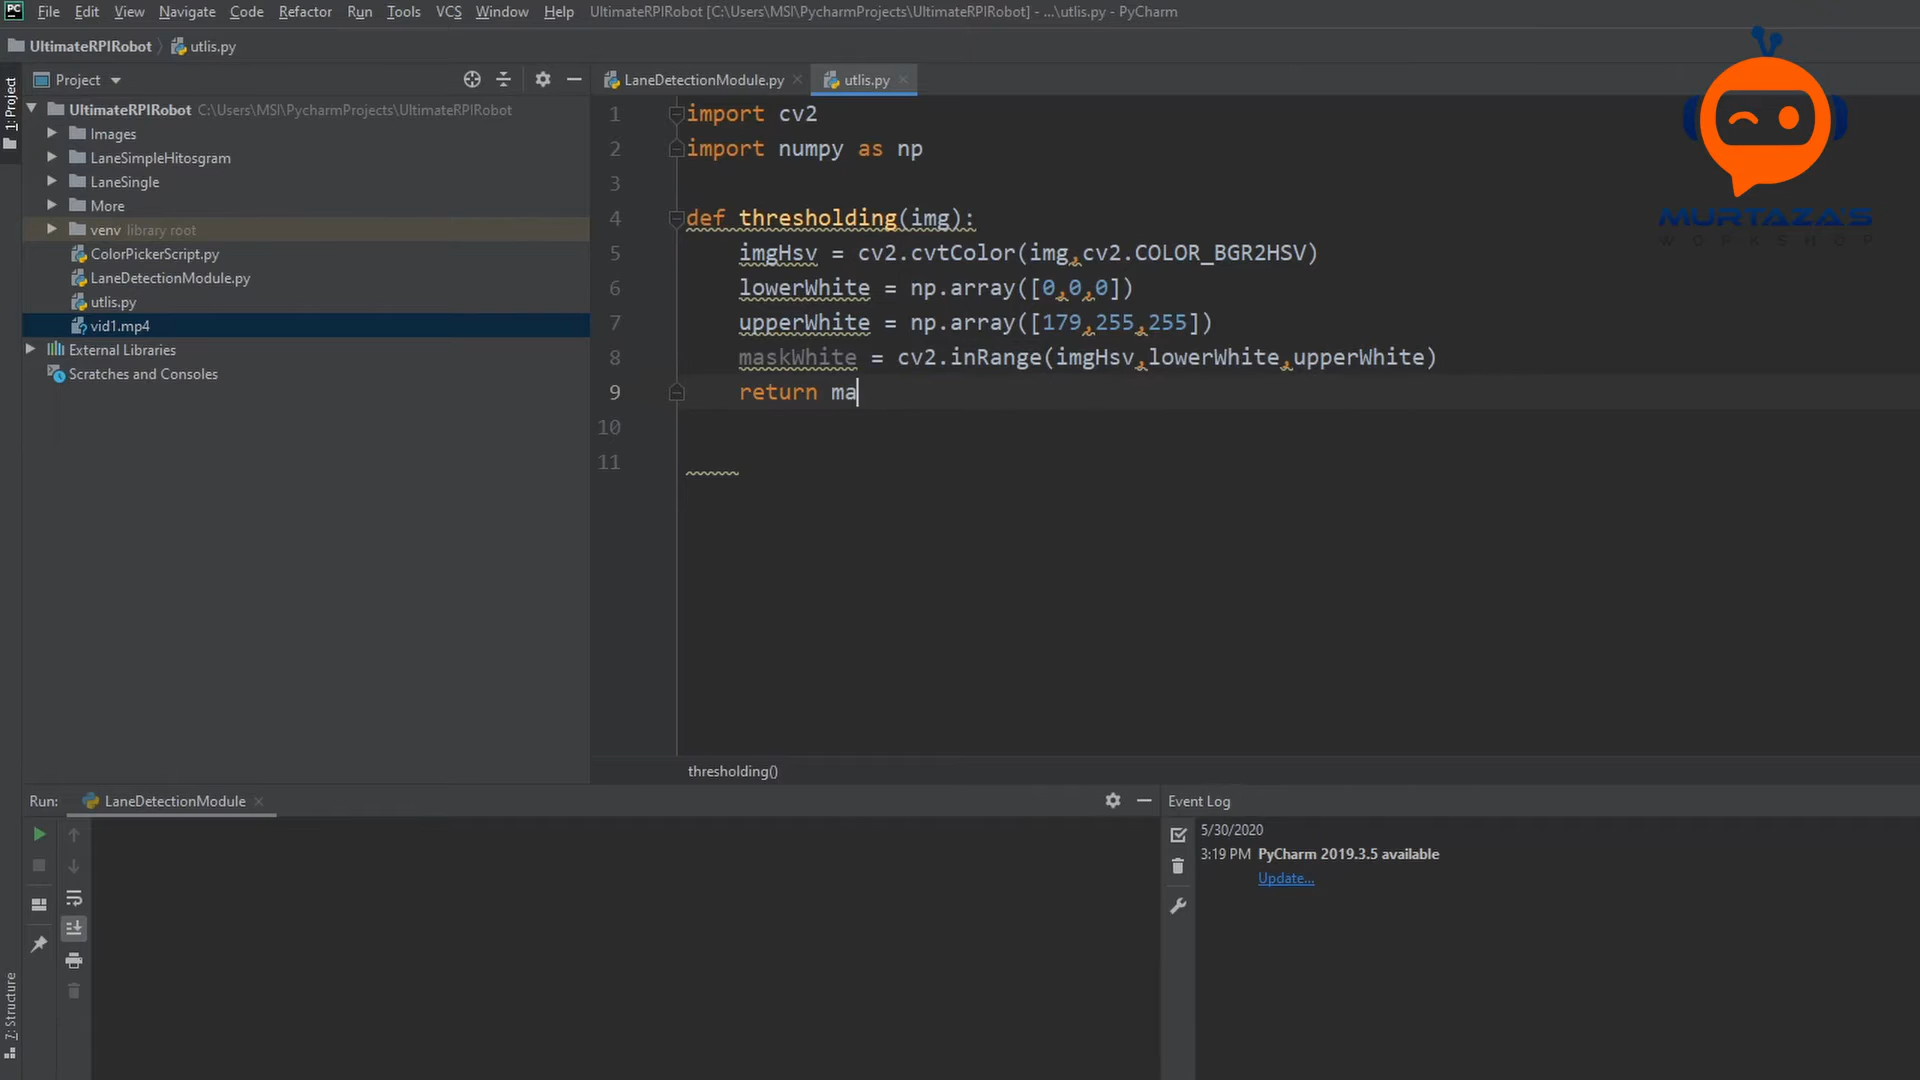 PC File Edit View Navigate Code Refactor Run Tools VCS Window Help UltimateRPIRobot [C:\Users\MSI\PycharmProjects\UltimateRPIRobot] - ...\utlis.py - PyCharm
UltimateRPIRobot utlis.py
1: Project
Project
LaneDetectionModule.py utlis.py
UltimateRPIRobot C:\Users\MSI\PycharmProjects\UltimateRPIRobot
Images
LaneSimpleHitosgram
LaneSingle
More
venv library root
ColorPickerScript.py
LaneDetectionModule.py
utlis.py
vid1.mp4
External Libraries
Scratches and Consoles
1 import cv2
2 import numpy as np
3
4 def thresholding(img):
5 imgHsv = cv2.cvtColor(img,cv2.COLOR_BGR2HSV)
6 lowerWhite = np.array([0,0,0])
7 upperWhite = np.array([179,255,255])
8 maskWhite = cv2.inRange(imgHsv,lowerWhite,upperWhite)
9 return ma
10
11
thresholding()
MURTAZA'S
WORKSHOP
Run: LaneDetectionModule
Event Log
5/30/2020
3:19 PM PyCharm 2019.3.5 available
Update...
7: Structure